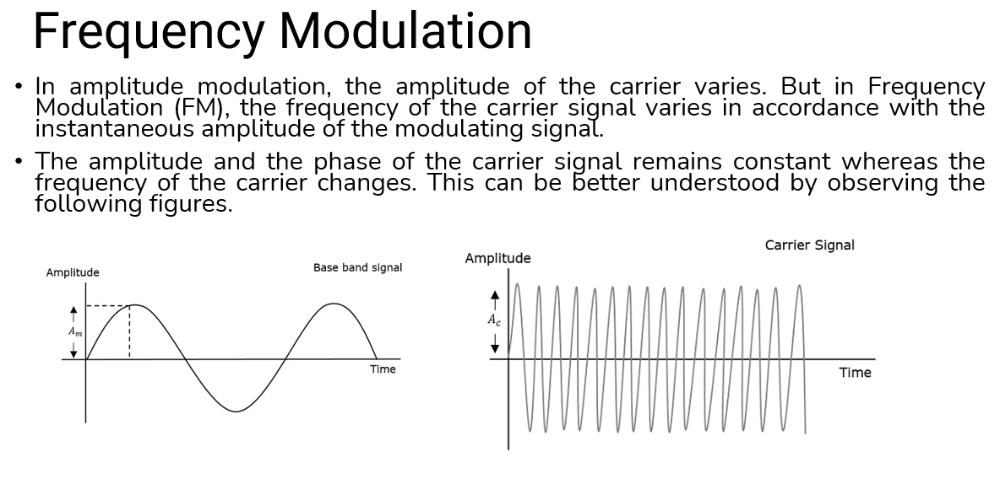 Frequency Modulation
• In amplitude modulation, the amplitude of the carrier varies. But in Frequency
Modulation (FM), the frequency of the carrier signal varies in accordance with the
instantaneous amplitude of the modulating signal.
• The amplitude and the phase of the carrier signal remains constant whereas the
frequency of the carrier changes. This can be better understood by observing the
following figures.
Amplitude
Base band signal
Aₘ
Time
Carrier Signal
Amplitude
A_c
Time